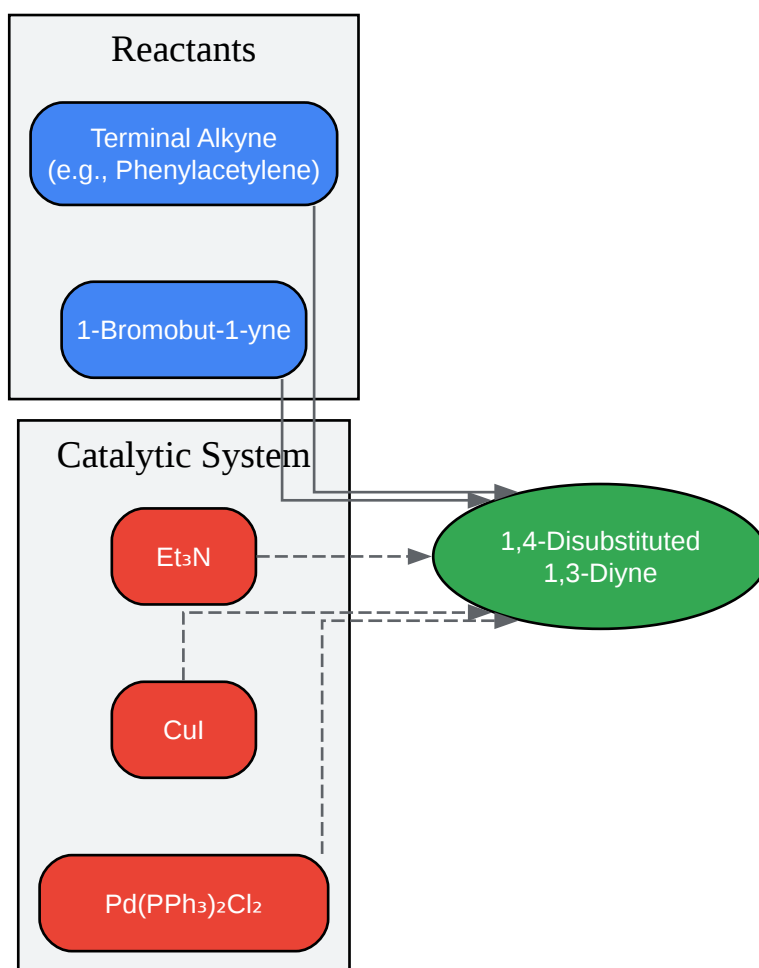 Reactants
Terminal Alkyne
(e.g., Phenylacetylene)
1-Bromobut-1-yne
Catalytic System
Et₃N
CuI
Pd(PPh₃)₂Cl₂
1,4-Disubstituted
1,3-Diyne